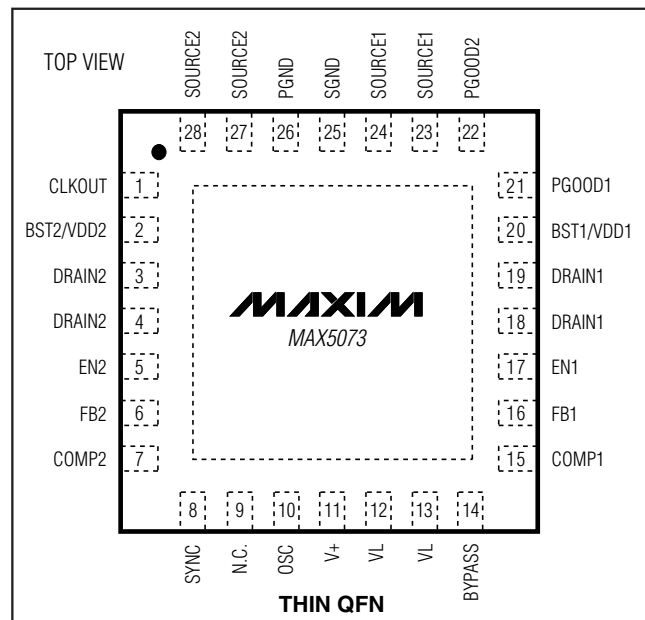 TOP VIEW
SOURCE2
SOURCE2
PGND
SGND
SOURCE1
SOURCE1
PGOOD2
28 27 26 25 24 23 22
CLKOUT 1
BST2/VDD2 2
DRAIN2 3
DRAIN2 4
EN2 5
FB2 6
COMP2 7
21 PGOOD1
20 BST1/VDD1
19 DRAIN1
18 DRAIN1
17 EN1
16 FB1
15 COMP1
MAXIM
MAX5073
8 9 10 11 12 13 14
SYNC
N.C.
OSC
V+
VL
VL
BYPASS
THIN QFN